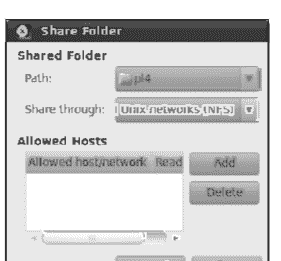 Share Folder
Shared Folder
Path: pl4
Share through: Unix networks (NFS)
Allowed Hosts
Allowed host/network Read
Add
Delete